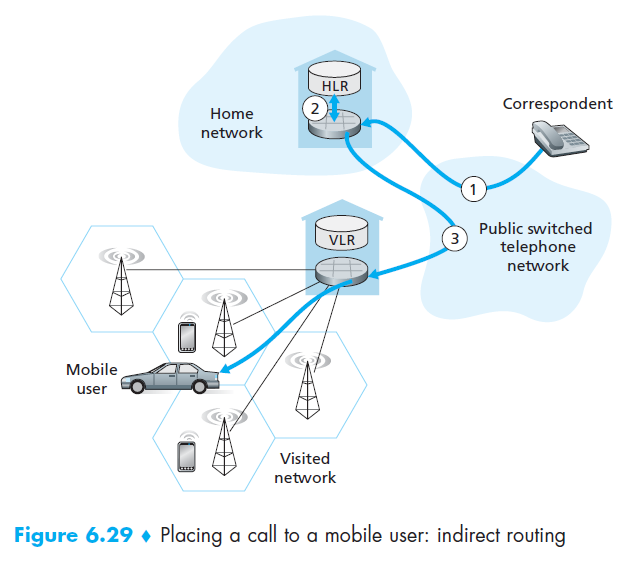 HLR
2
Home
network
Correspondent
1
Public switched
telephone
network
3
VLR
Mobile
user
Visited
network
Figure 6.29 ♦ Placing a call to a mobile user: indirect routing